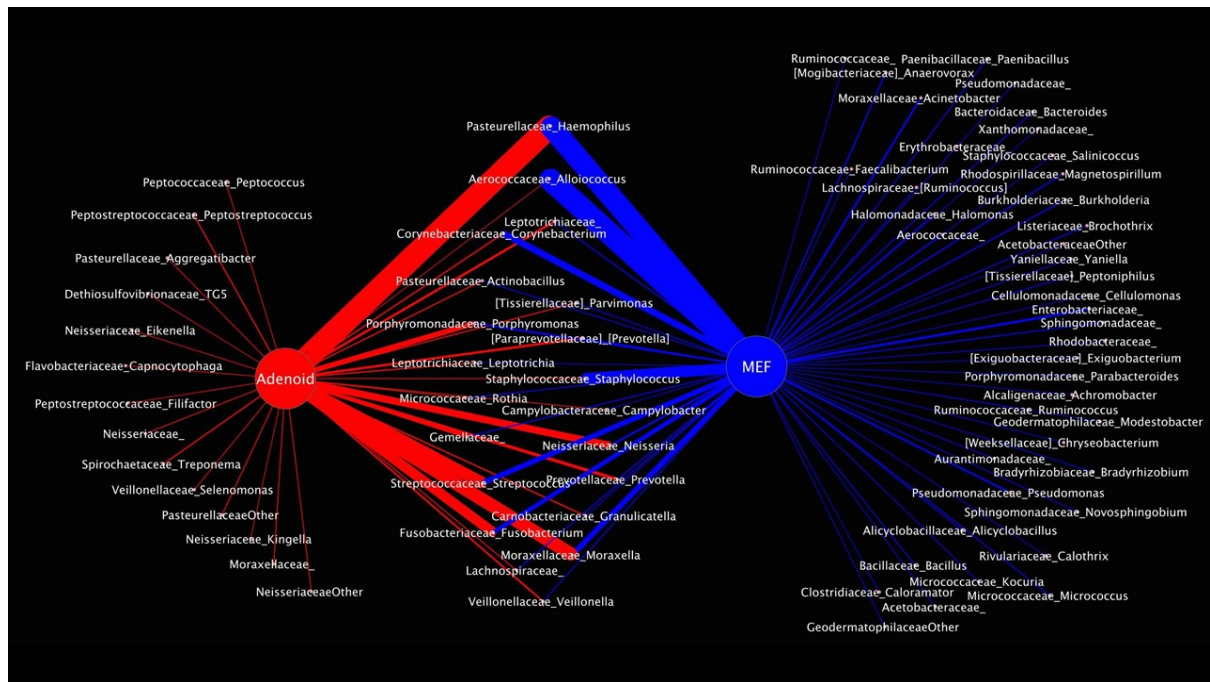 Peptococcaceae_Peptococcus
Peptostreptococcaceae_Peptostreptococcus
Pasteurellaceae_Aggregatibacter
Dethiosulfovibrionaceae_TG5
Neisseriaceae_Eikenella
Flavobacteriaceae_Capnocytophaga
Adenoid
Peptostreptococcaceae_Filifactor
Neisseriaceae_
Spirochaetaceae_Treponema
Veillonellaceae_Selenomonas
PasteurellaceaeOther
Neisseriaceae_Kingella
Moraxellaceae_
NeisseriaceaeOther
Pasteurellaceae_Haemophilus
Aerococcaceae_Alloiococcus
Leptotrichiaceae_
Corynebacteriaceae_Corynebacterium
Pasteurellaceae_Actinobacillus
[Tissierellaceae]_Parvimonas
Porphyromonadaceae_Porphyromonas
[Paraprevotellaceae]_[Prevotella]
Leptotrichiaceae_Leptotrichia
Staphylococcaceae_Staphylococcus
Micrococcaceae_Rothia
Campylobacteraceae_Campylobacter
Gemellaceae_
Neisseriaceae_Neisseria
Streptococcaceae_Streptococcus
Prevotellaceae_Prevotella
Carnobacteriaceae_Granulicatella
Fusobacteriaceae_Fusobacterium
Moraxellaceae_Moraxella
Lachnospiraceae_
Veillonellaceae_Veillonella
MEF
Ruminococcaceae_
Paenibacillaceae_Paenibacillus
[Mogibacteriaceae]_Anaerovorax
Pseudomonadaceae_
Moraxellaceae_Acinetobacter
Bacteroidaceae_Bacteroides
Xanthomonadaceae_
Erythrobacteraceae_
Staphylococcaceae_Salinicoccus
Ruminococcaceae_Faecalibacterium
Rhodospirillaceae_Magnetospirillum
Lachnospiraceae_[Ruminococcus]
Burkholderiaceae_Burkholderia
Halomonadaceae_Halomonas
Listeriaceae_Brochothrix
Aerococcaceae_
AcetobacteraceaeOther
Yaniellaceae_Yaniella
[Tissierellaceae]_Peptoniphilus
Cellulomonadaceae_Cellulomonas
Enterobacteriaceae_
Sphingomonadaceae_
Rhodobacteraceae_
[Exiguobacteraceae]_Exiguobacterium
Porphyromonadaceae_Parabacteroides
Alcaligenaceae_Achromobacter
Ruminococcaceae_Ruminococcus
Geodermatophilaceae_Modestobacter
[Weeksellaceae]_Chryseobacterium
Aurantimonadaceae_
Bradyrhizobiaceae_Bradyrhizobium
Pseudomonadaceae_Pseudomonas
Sphingomonadaceae_Novosphingobium
Alicyclobacillaceae_Alicyclobacillus
Rivulariaceae_Calothrix
Bacillaceae_Bacillus
Micrococcaceae_Kocuria
Clostridiaceae_Caloramator
Micrococcaceae_Micrococcus
Acetobacteraceae_
GeodermatophilaceaeOther